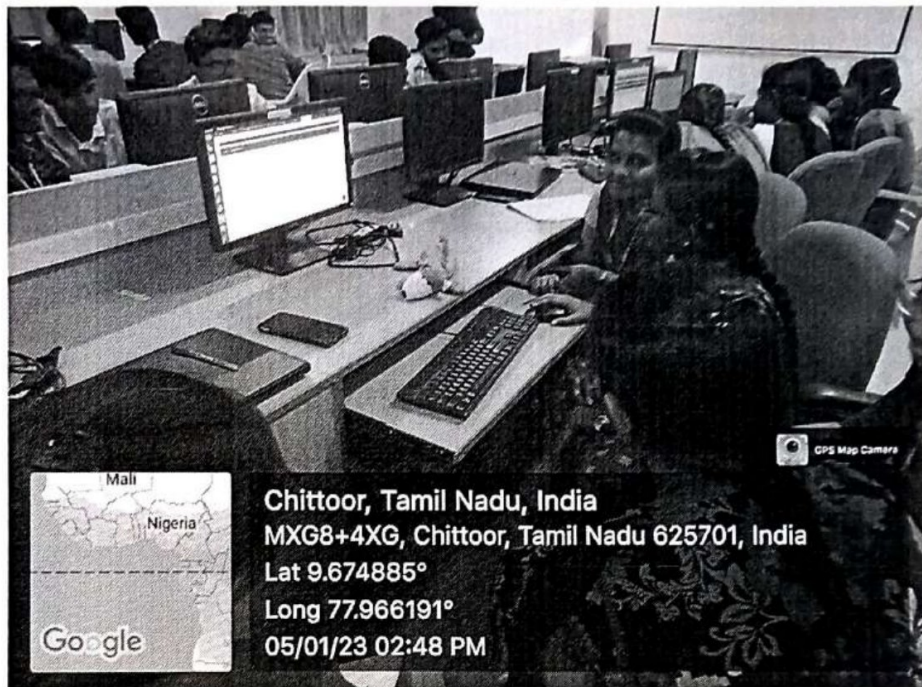 GPS Map Camera
Mali
Nigeria
Google
Chittoor, Tamil Nadu, India
MXG8+4XG, Chittoor, Tamil Nadu 625701, India
Lat 9.674885°
Long 77.966191°
05/01/23 02:48 PM